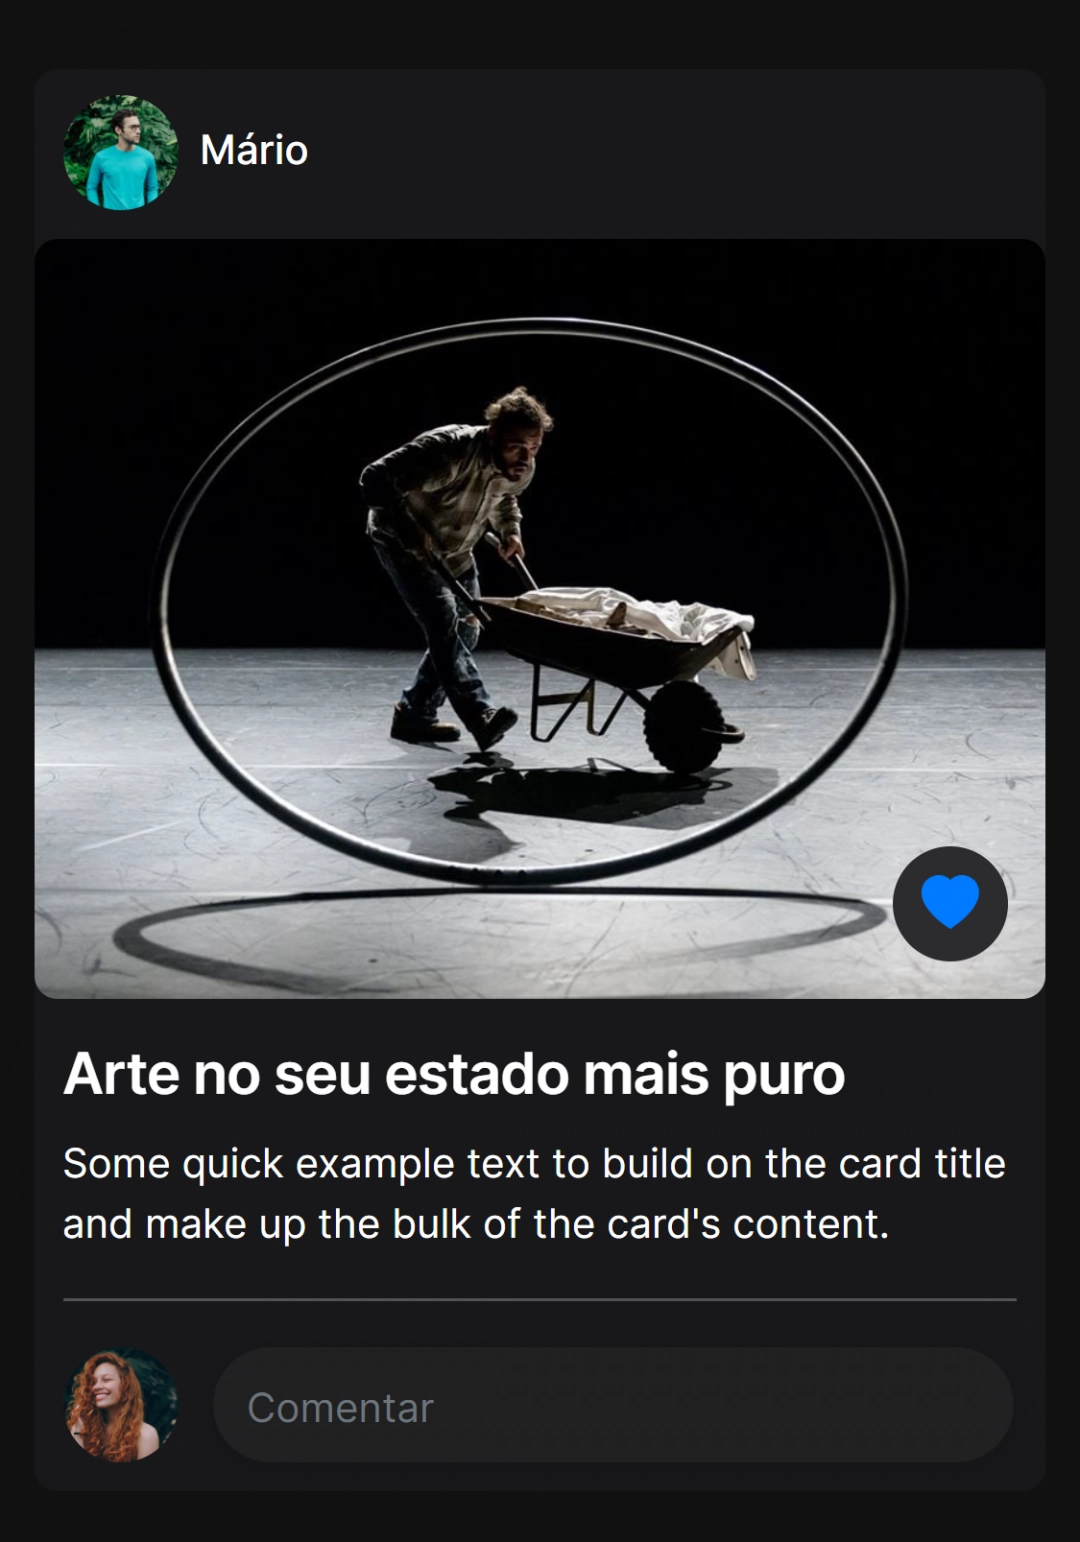 Mário
Arte no seu estado mais puro
Some quick example text to build on the card title
and make up the bulk of the card's content.
Comentar